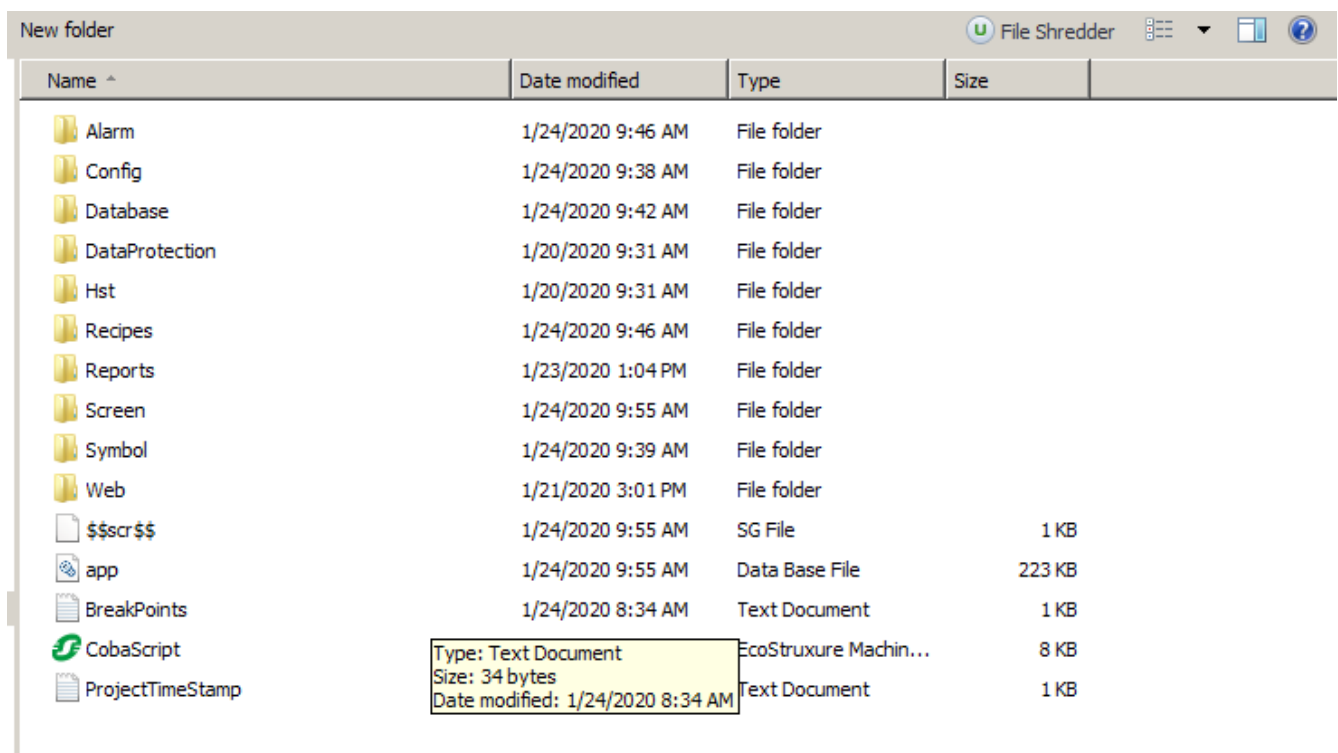 New folder File Shredder
Name Date modified Type Size
Alarm 1/24/2020 9:46 AM File folder
Config 1/24/2020 9:38 AM File folder
Database 1/24/2020 9:42 AM File folder
DataProtection 1/20/2020 9:31 AM File folder
Hst 1/20/2020 9:31 AM File folder
Recipes 1/24/2020 9:46 AM File folder
Reports 1/23/2020 1:04 PM File folder
Screen 1/24/2020 9:55 AM File folder
Symbol 1/24/2020 9:39 AM File folder
Web 1/21/2020 3:01 PM File folder
$$scr$$ 1/24/2020 9:55 AM SG File 1 KB
app 1/24/2020 9:55 AM Data Base File 223 KB
BreakPoints 1/24/2020 8:34 AM Text Document 1 KB
CobaScript EcoStruxure Machin... 8 KB
Type: Text Document
Size: 34 bytes
Date modified: 1/24/2020 8:34 AM
ProjectTimeStamp Text Document 1 KB